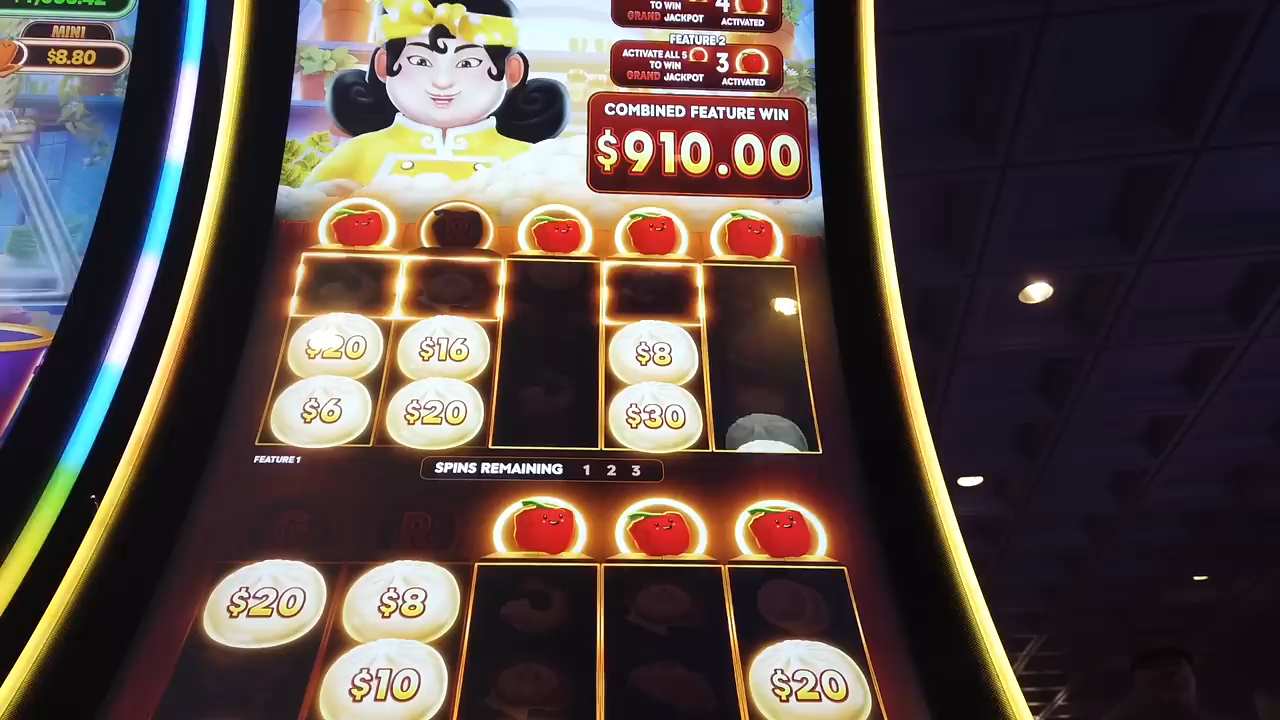 MINI
$8.80
TO WIN
GRAND JACKPOT
4
ACTIVATED
FEATURE 2
ACTIVATE ALL 5
TO WIN
GRAND JACKPOT
3
ACTIVATED
COMBINED FEATURE WIN
$910.00
$20 $16 $8
$6 $20 $30
FEATURE 1
SPINS REMAINING 1 2 3
G R
$20 $8
$10 $20